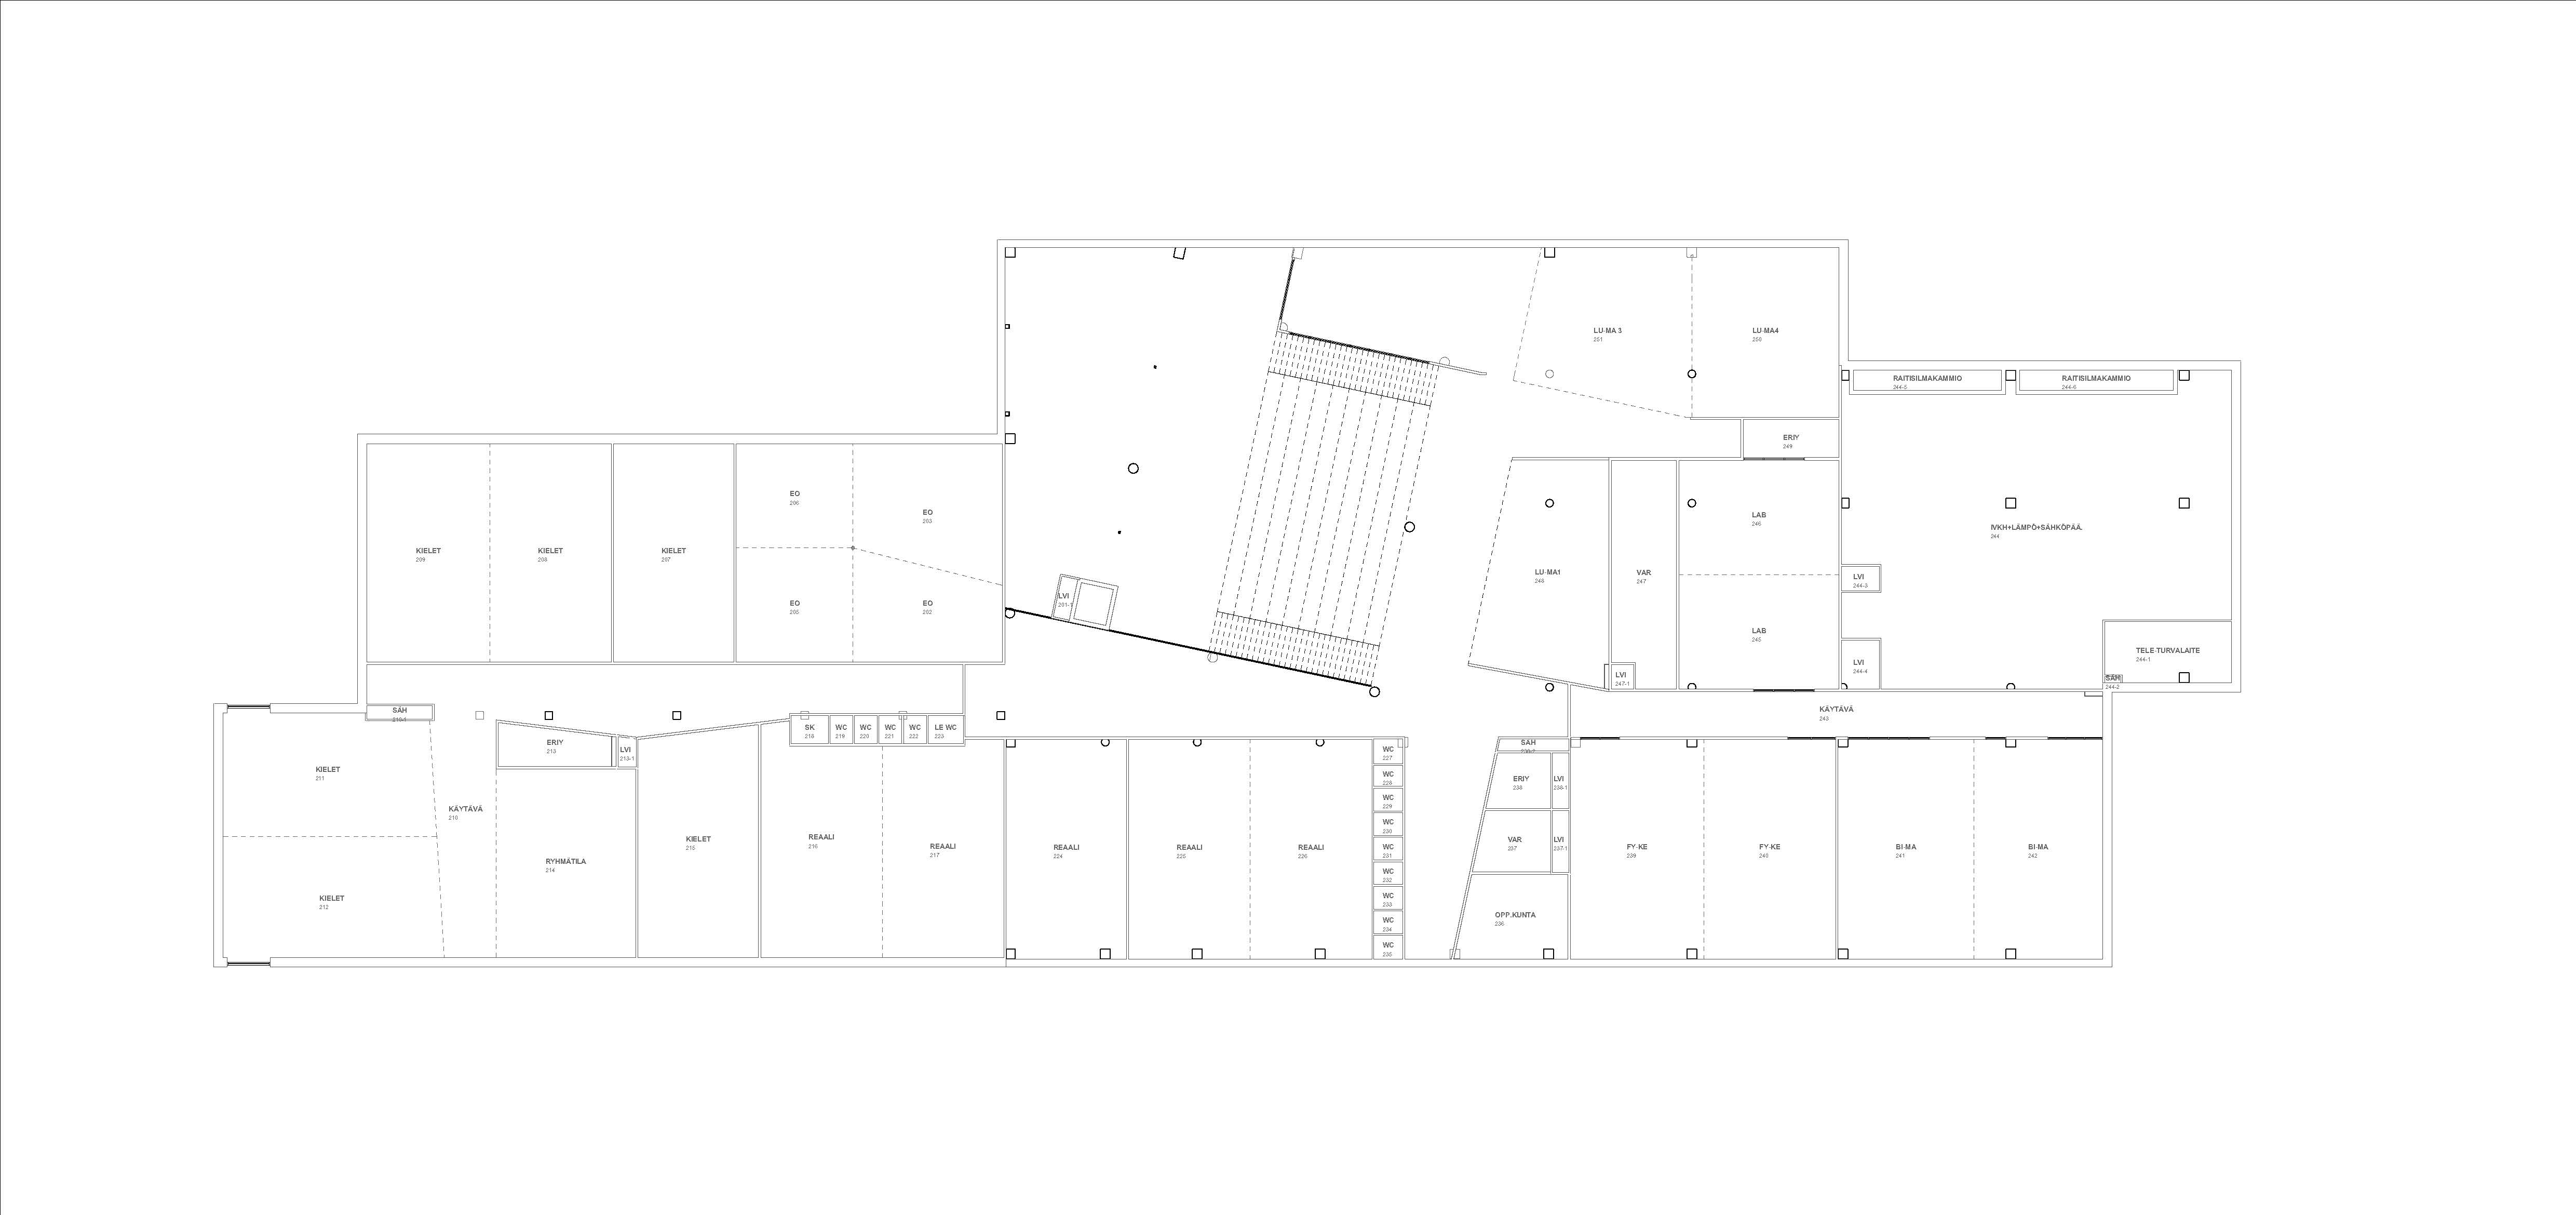 LU-MA 3
251
LU-MA4
250
RAITISILMAKAMMIO
244-5
RAITISILMAKAMMIO
244-6
ERIY
249
EO
206
EO
203
LAB
246
IVKH+LÄMPÖ+SÄHKÖPÄÄ.
244
KIELET
209
KIELET
208
KIELET
207
LU-MA1
248
VAR
247
LVI
244-3
LVI
201-1
EO
205
EO
202
LAB
245
TELE-TURVALAITE
244-1
LVI
247-1
LVI
244-4
SÄH
244-2
SÄH
210-1
KÄYTÄVÄ
243
SK
218
WC
219
WC
220
WC
221
WC
222
LE WC
223
ERIY
213
LVI
213-1
WC
227
SÄH
KIELET
211
WC
228
ERIY
238
LVI
238-1
WC
229
KÄYTÄVÄ
210
WC
230
KIELET
215
REAALI
216
REAALI
217
REAALI
224
REAALI
225
REAALI
226
WC
231
VAR
237
LVI
237-1
FY-KE
239
FY-KE
240
BI-MA
241
BI-MA
242
RYHMÄTILA
214
WC
232
KIELET
212
WC
233
WC
234
OPP.KUNTA
236
WC
235